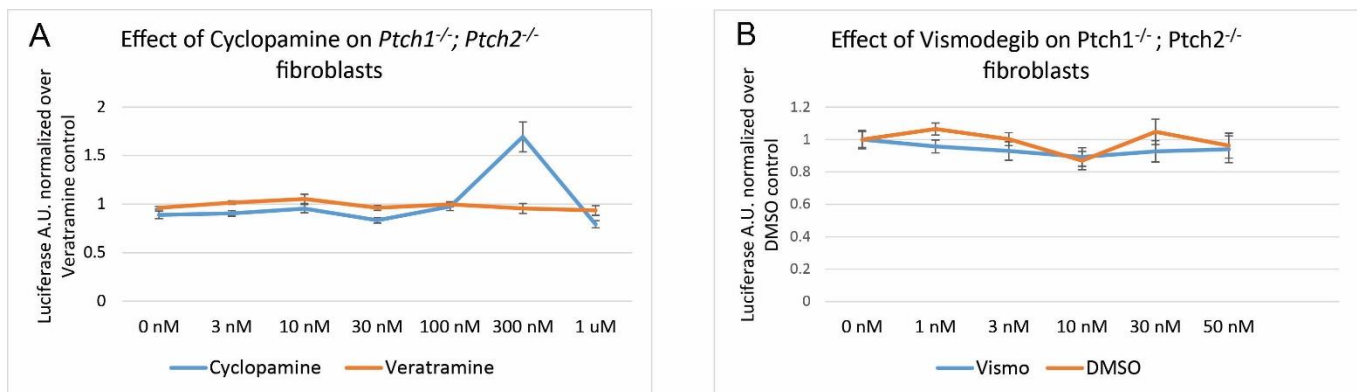 A
Effect of Cyclopamine on Ptch1-/-; Ptch2-/-
fibroblasts
Luciferase A.U. normalized over
Veratramine control
2
1.5
1
0.5
0
0 nM 3 nM 10 nM 30 nM 100 nM 300 nM 1 uM
Cyclopamine Veratramine
B
Effect of Vismodegib on Ptch1-/- ; Ptch2-/-
fibroblasts
Luciferase A.U. normalized over
DMSO control
1.2
1
0.8
0.6
0.4
0.2
0
0 nM 1 nM 3 nM 10 nM 30 nM 50 nM
Vismo DMSO